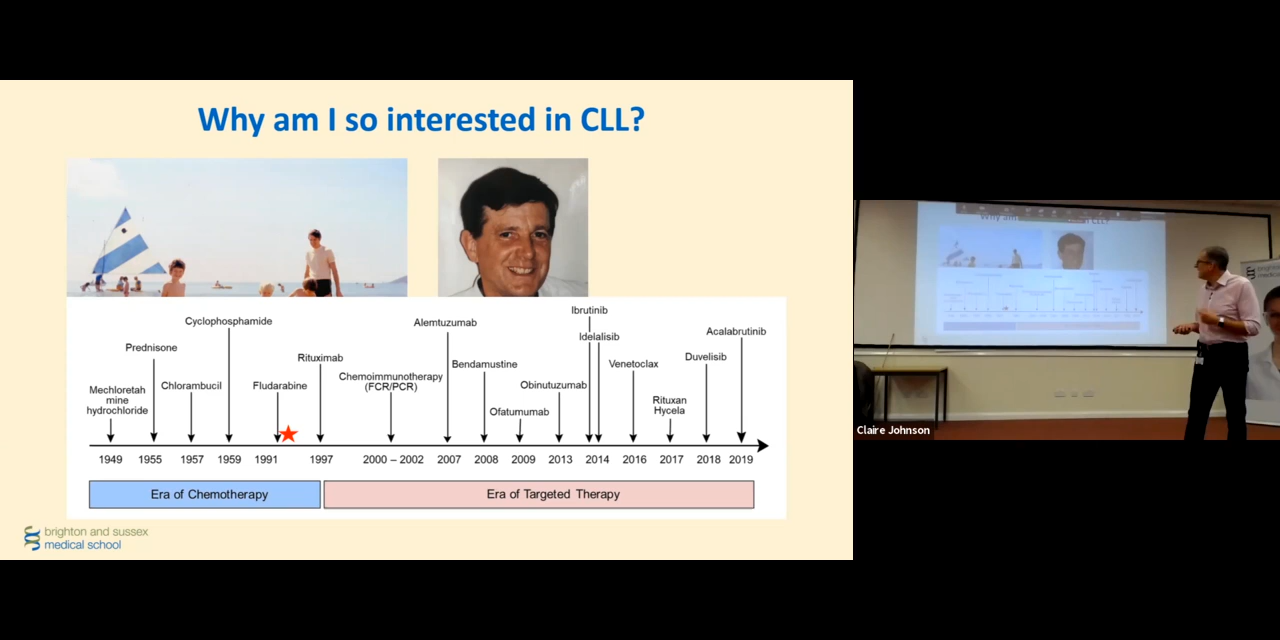 Why am I so interested in CLL?
Ibrutinib
Cyclophosphamide
Alemtuzumab
Acalabrutinib
Idelalisib
Prednisone
Rituximab
Duvelisib
Bendamustine
Venetoclax
Chemoimmunotherapy
(FCR/PCR)
Mechloretah
mine
hydrochloride
Chlorambucil
Fludarabine
Obinutuzumab
Rituxan
Hycela
Ofatumumab
1949 1955 1957 1959 1991 1997 2000 – 2002 2007 2008 2009 2013 2014 2016 2017 2018 2019
Era of Chemotherapy
Era of Targeted Therapy
brighton and sussex
medical school
Claire Johnson